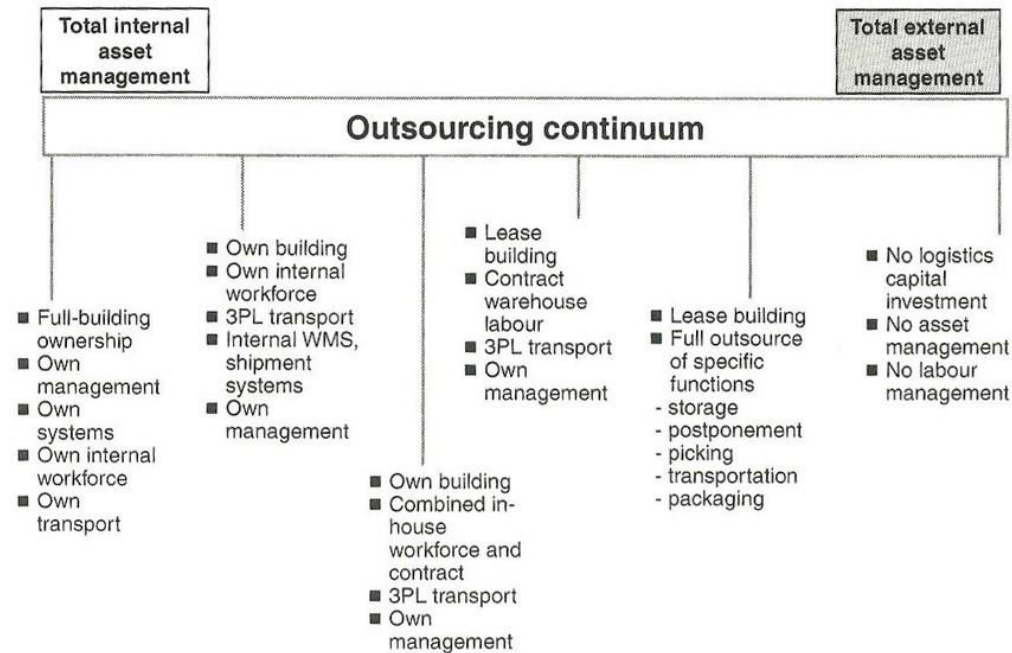 Total internal
asset
management
Total external
asset
management
Outsourcing continuum
■ Full-building
ownership
■ Own
management
■ Own
systems
■ Own internal
workforce
■ Own
transport
■ Own building
■ Own internal
workforce
■ 3PL transport
■ Internal WMS,
shipment
systems
■ Own
management
■ Own building
■ Combined in-
house
workforce and
contract
■ 3PL transport
■ Own
management
■ Lease
building
■ Contract
warehouse
labour
■ 3PL transport
■ Own
management
■ Lease building
■ Full outsource
of specific
functions
- storage
- postponement
- picking
- transportation
- packaging
■ No logistics
capital
investment
■ No asset
management
■ No labour
management